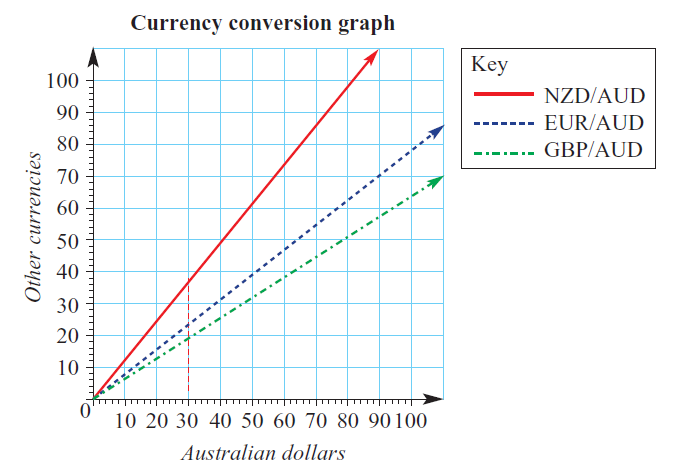 Currency conversion graph
Key
NZD/AUD
EUR/AUD
GBP/AUD
Other currencies
100
90
80
70
60
50
40
30
20
10
0
10 20 30 40 50 60 70 80 90 100
Australian dollars